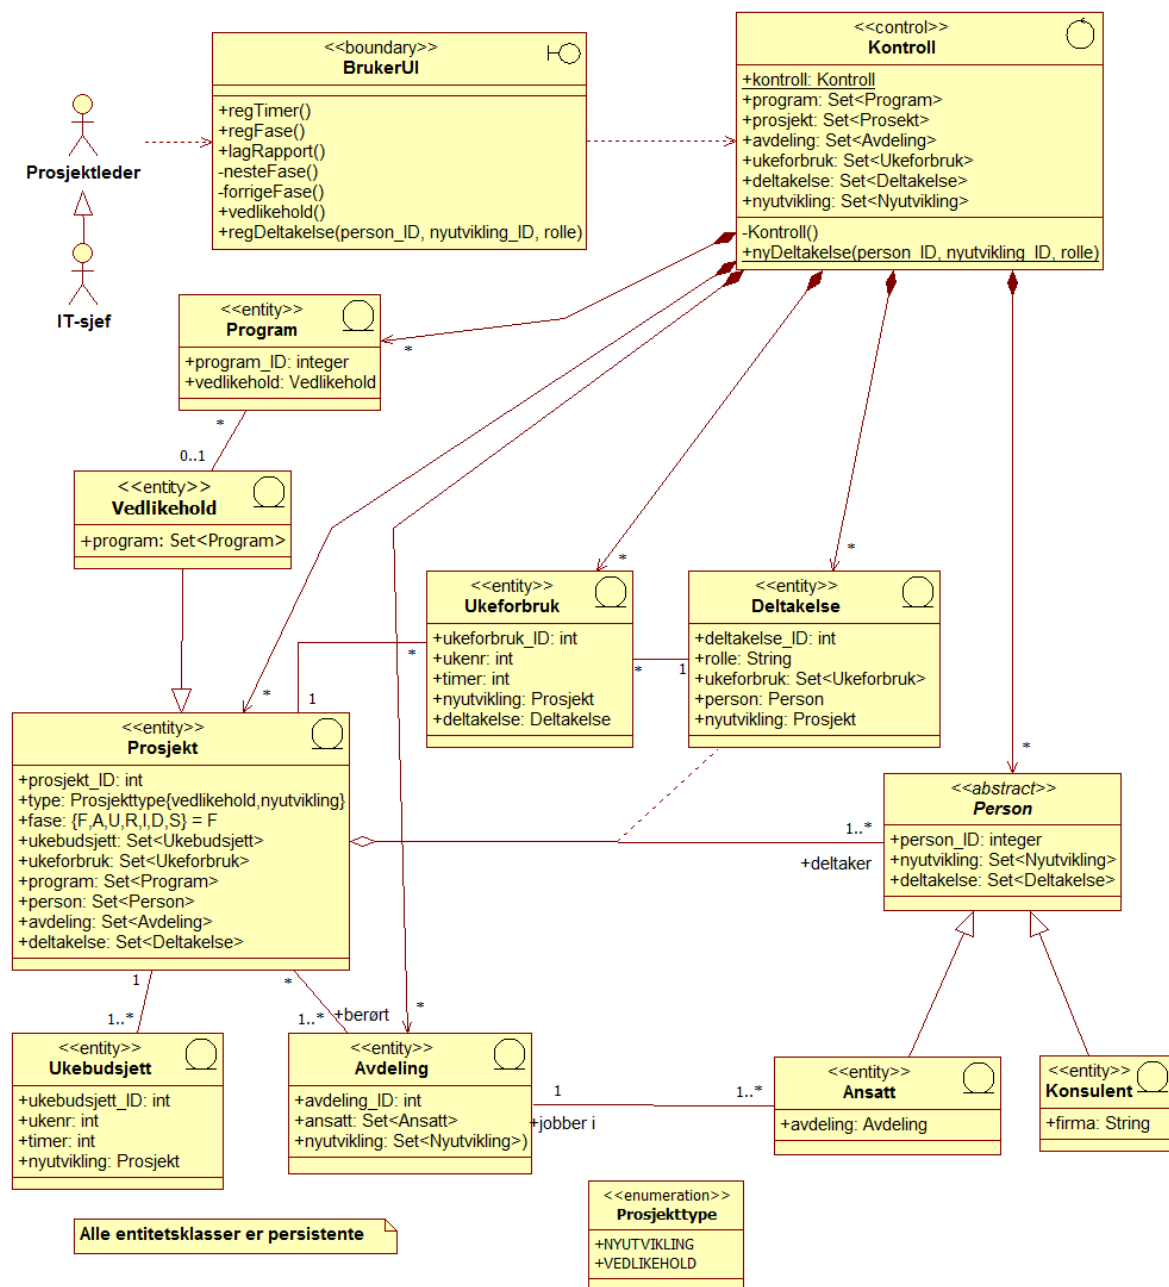 <<boundary>>
BrukerUI
+regTimer()
+regFase()
+lagRapport()
-nesteFase()
-forrigeFase()
+vedlikehold()
+regDeltakelse(person_ID, nyutvikling_ID, rolle)
<<control>>
Kontroll
+kontroll: Kontroll
+program: Set<Program>
+prosjekt: Set<Prosekt>
+avdeling: Set<Avdeling>
+ukeforbruk: Set<Ukeforbruk>
+deltakelse: Set<Deltakelse>
+nyutvikling: Set<Nyutvikling>
-Kontroll()
+nyDeltakelse(person_ID, nyutvikling_ID, rolle)
Prosjektleder
IT-sjef
<<entity>>
Program
+program_ID: integer
+vedlikehold: Vedlikehold
*
*
0..1
<<entity>>
Vedlikehold
+program: Set<Program>
<<entity>>
Ukeforbruk
+ukeforbruk_ID: int
+ukenr: int
+timer: int
+nyutvikling: Prosjekt
+deltakelse: Deltakelse
*
*
*
<<entity>>
Deltakelse
+deltakelse_ID: int
+rolle: String
+ukeforbruk: Set<Ukeforbruk>
+person: Person
+nyutvikling: Prosjekt
*
1
*
1
<<entity>>
Prosjekt
+prosjekt_ID: int
+type: Prosjekttype{vedlikehold,nyutvikling}
+fase: {F,A,U,R,I,D,S} = F
+ukebudsjett: Set<Ukebudsjett>
+ukeforbruk: Set<Ukeforbruk>
+program: Set<Program>
+person: Set<Person>
+avdeling: Set<Avdeling>
+deltakelse: Set<Deltakelse>
*
<<abstract>>
Person
+person_ID: integer
+nyutvikling: Set<Nyutvikling>
+deltakelse: Set<Deltakelse>
1..*
+deltaker
1
1..*
*
1..*
+berørt
*
<<entity>>
Ukebudsjett
+ukebudsjett_ID: int
+ukenr: int
+timer: int
+nyutvikling: Prosjekt
<<entity>>
Avdeling
+avdeling_ID: int
+ansatt: Set<Ansatt>
+nyutvikling: Set<Nyutvikling>)
1
+jobber i
1..*
<<entity>>
Ansatt
+avdeling: Avdeling
<<entity>>
Konsulent
+firma: String
<<enumeration>>
Prosjekttype
+NYUTVIKLING
+VEDLIKEHOLD
Alle entitetsklasser er persistente